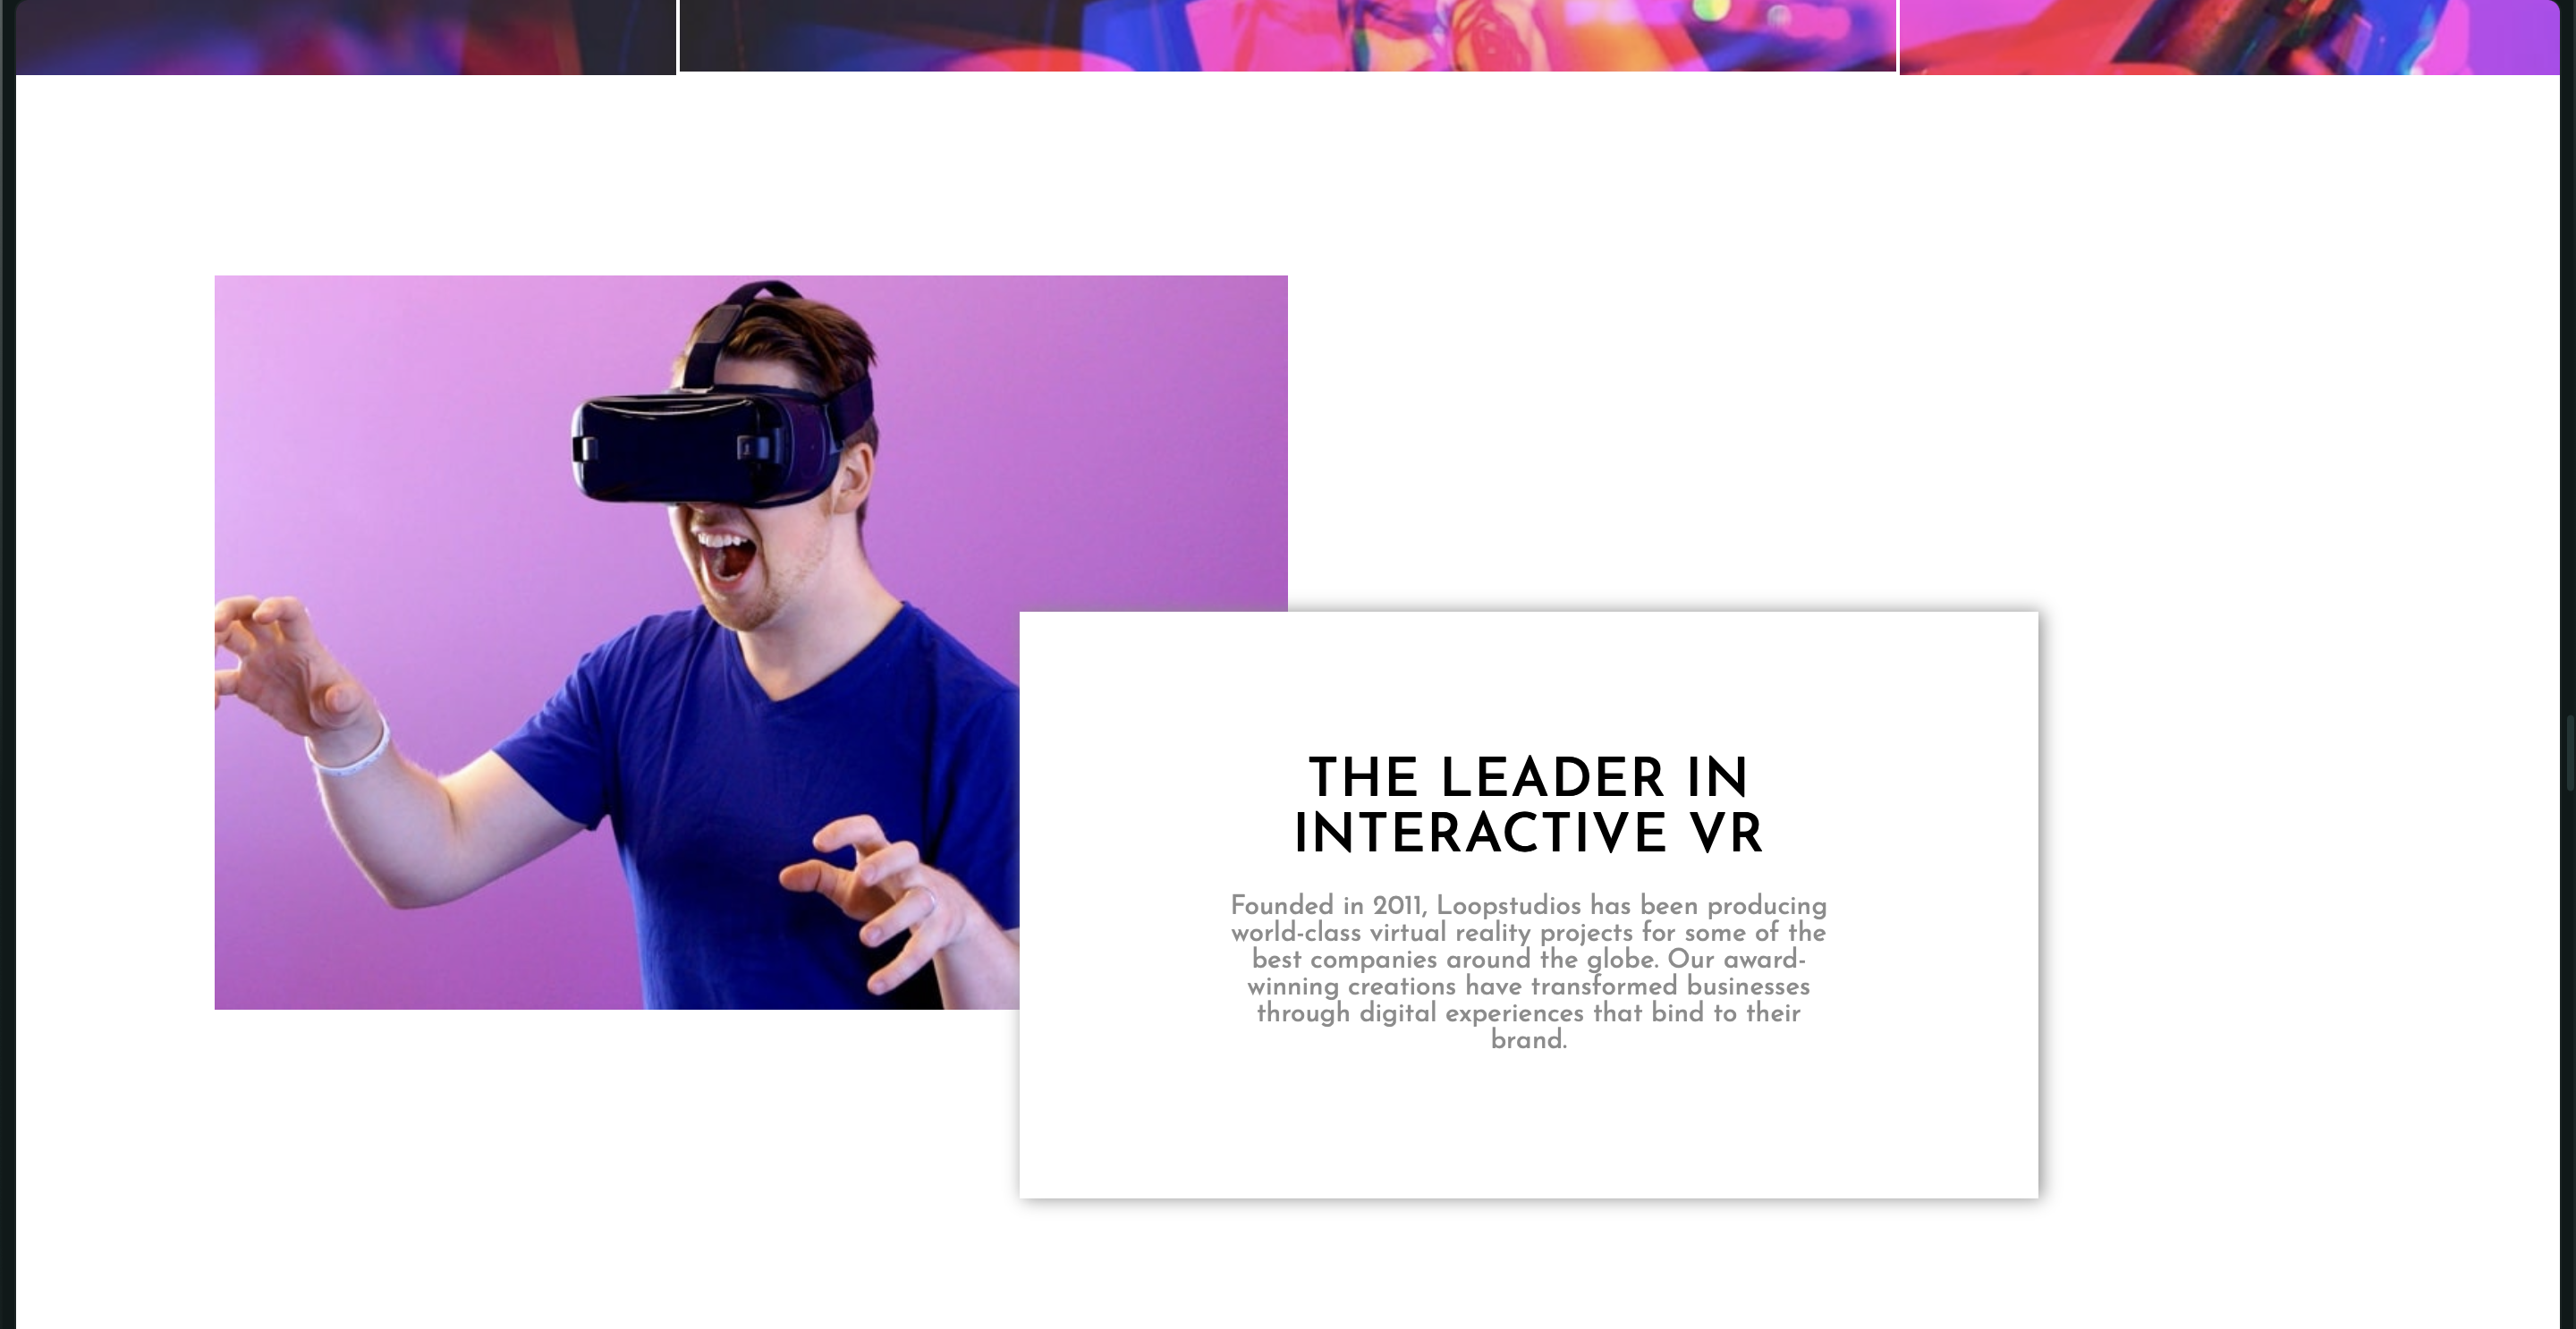 THE LEADER IN
INTERACTIVE VR
Founded in 2011, Loopstudios has been producing
world-class virtual reality projects for some of the
best companies around the globe. Our award-
winning creations have transformed businesses
through digital experiences that bind to their
brand.